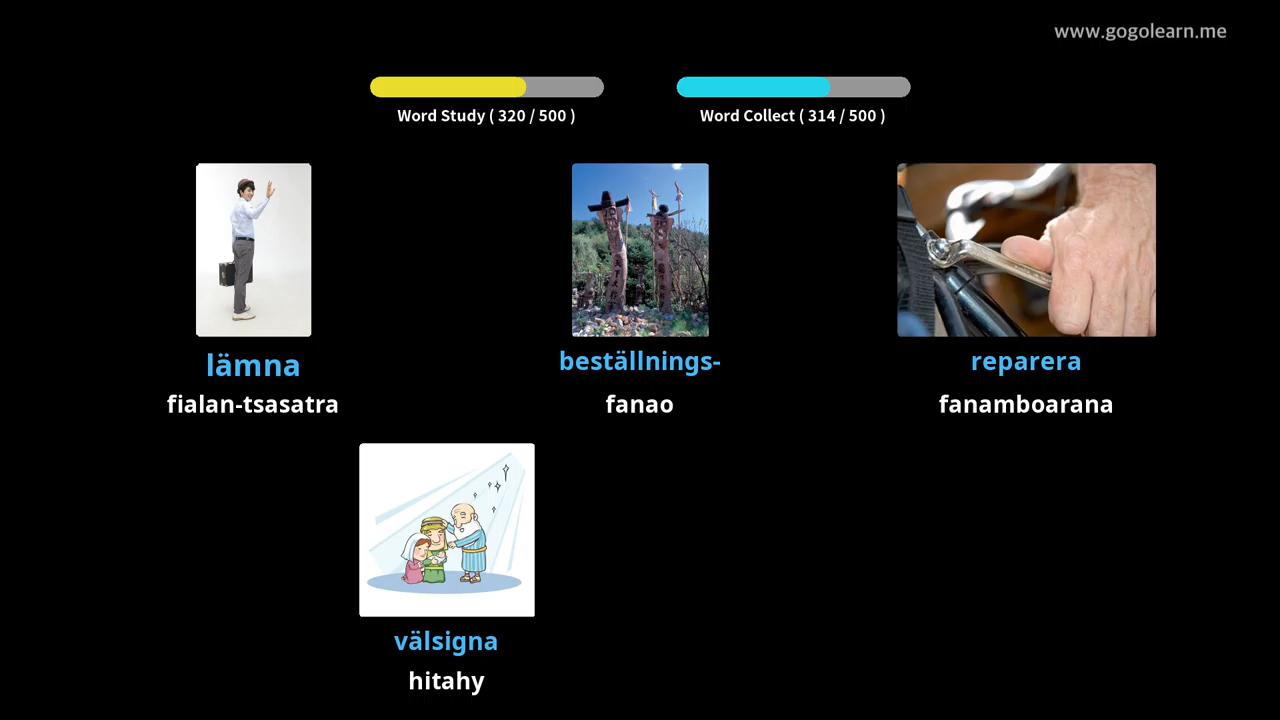 www.gogolearn.me
Word Study ( 320 / 500 )
Word Collect ( 314 / 500 )
lämna
fialan-tsasatra
beställnings-
fanao
reparera
fanamboarana
välsigna
hitahy